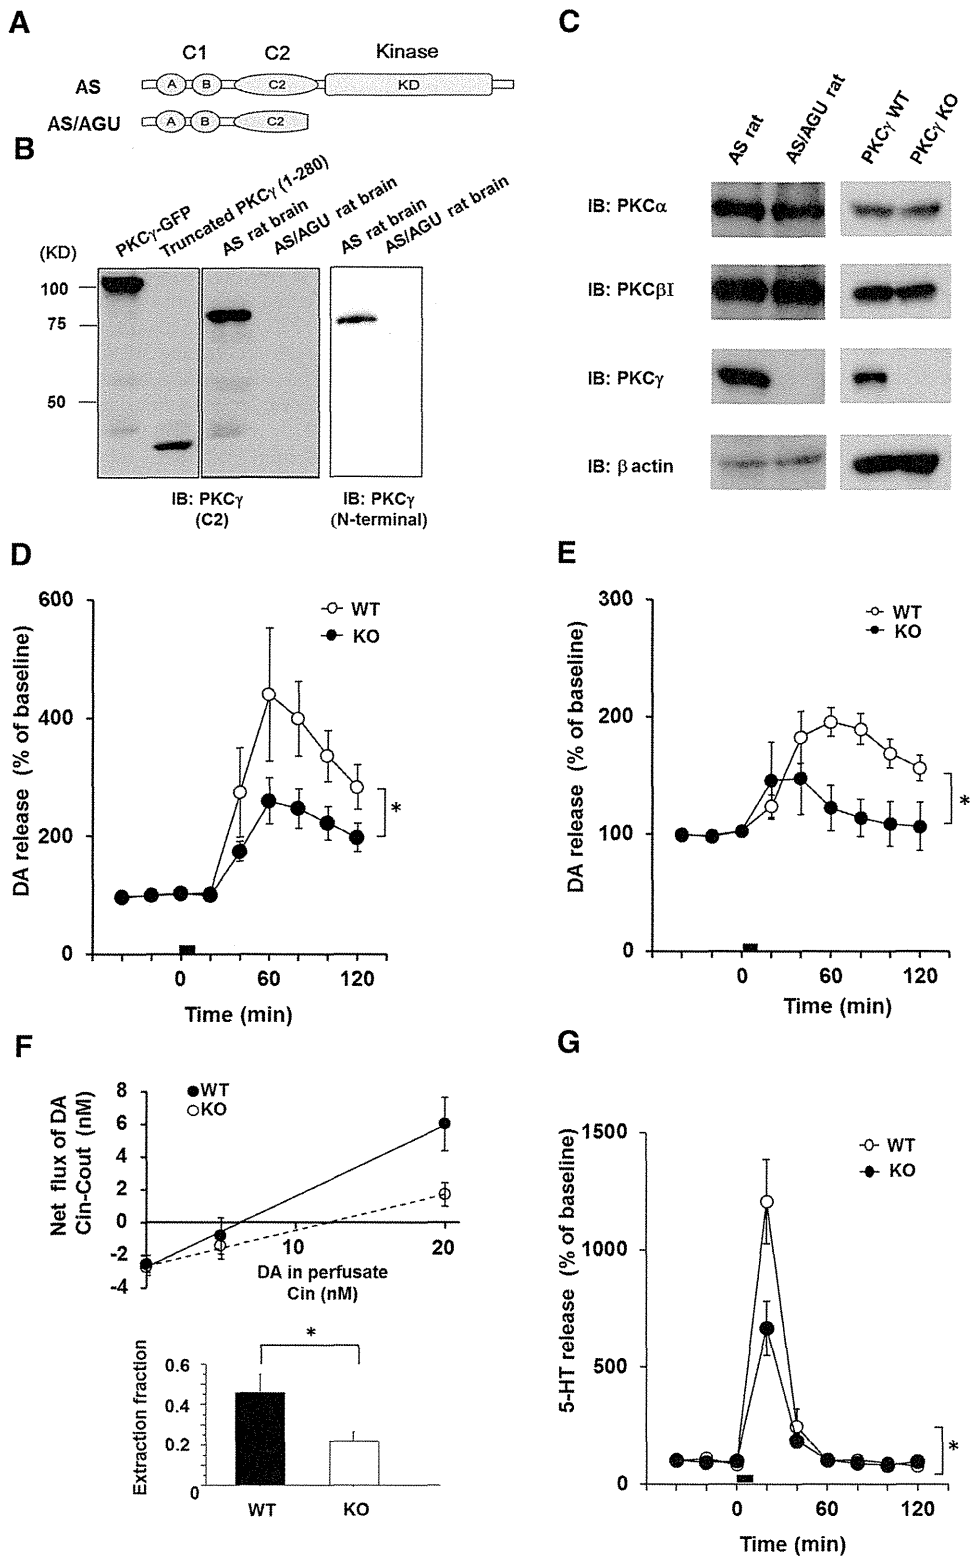 A
C1 C2 Kinase
AS A B C2 KD
AS/AGU A B C2
B
PKCγ-GFP
Truncated PKCγ (1-280)
AS rat brain
AS/AGU rat brain
AS rat brain
AS/AGU rat brain
(KD)
100
75
50
IB: PKCγ
(C2)
IB: PKCγ
(N-terminal)
C
AS rat
AS/AGU rat
PKCγ WT
PKCγ KO
IB: PKCα
IB: PKCβI
IB: PKCγ
IB: β actin
D
DA release (% of baseline)
600
400
200
0
WT
KO
*
0 60 120
Time (min)
E
DA release (% of baseline)
300
200
100
0
WT
KO
*
0 60 120
Time (min)
F
Net flux of DA
Cin-Cout (nM)
8
6
4
2
0
-2
-4
WT
KO
10 20
DA in perfusate
Cin (nM)
Extraction fraction
0.6
0.4
0.2
0
*
WT KO
G
5-HT release (% of baseline)
1500
1000
500
0
WT
KO
*
0 60 120
Time (min)